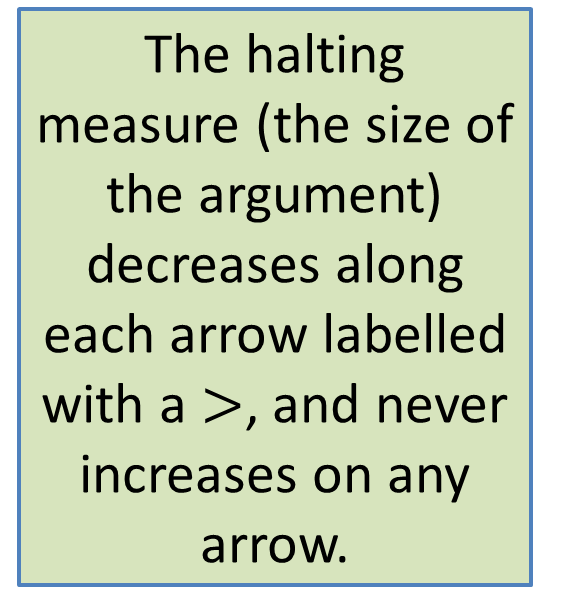 The halting
measure (the size of
the argument)
decreases along
each arrow labelled
with a >, and never
increases on any
arrow.